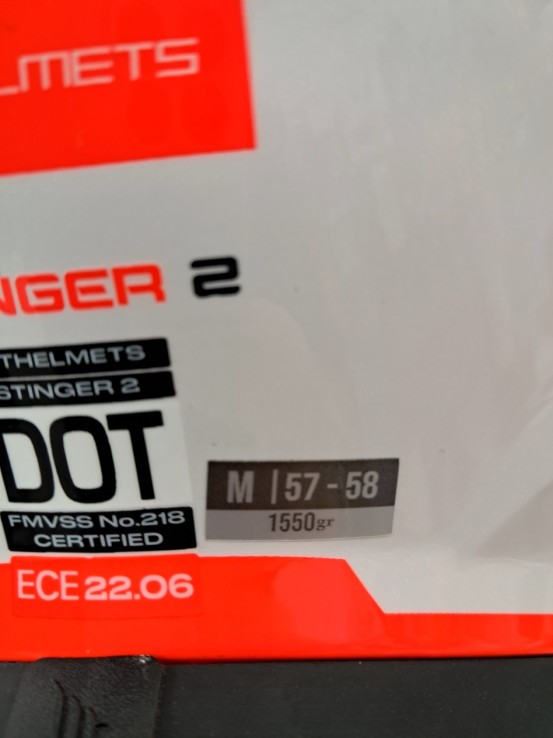 LMETS
NGER 2
THELMETS
STINGER 2
DOT
FMVSS No.218
CERTIFIED
M | 57 - 58
1550gr
ECE 22.06